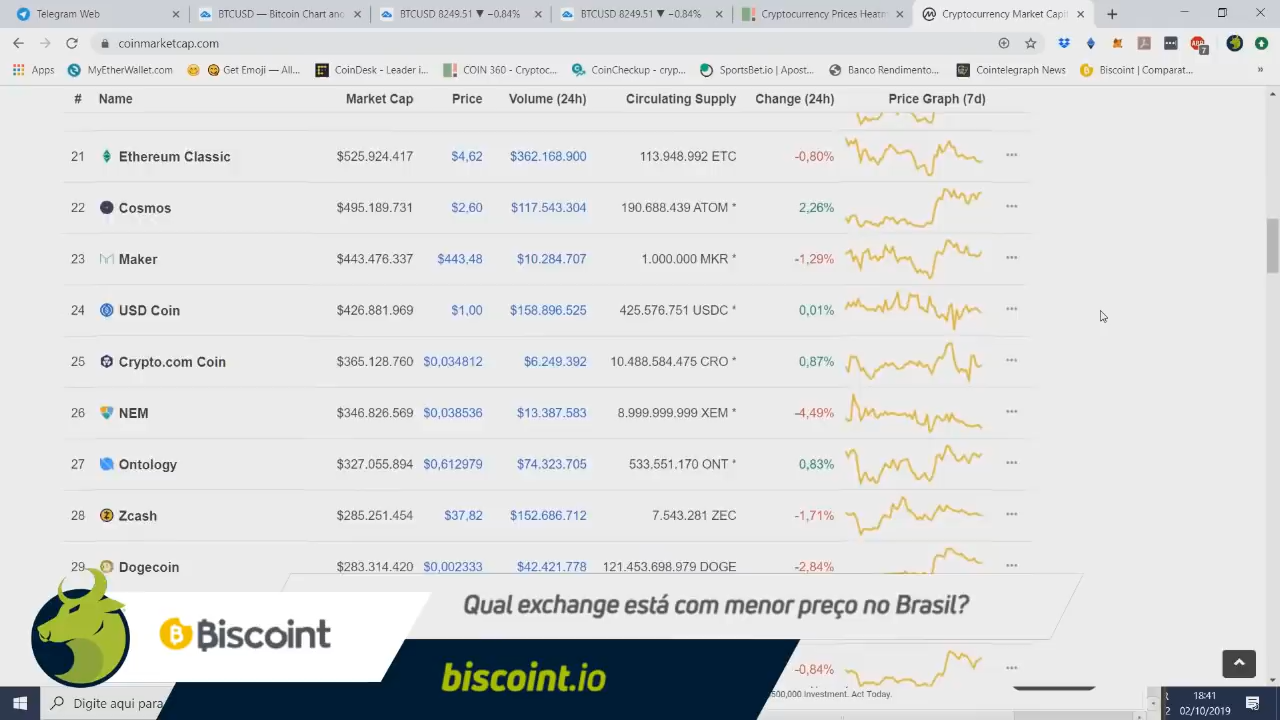 Telegram Web
BTCUSD — Bitcoin Chart and
BTCUSD 8249.51 ▼ −0.84%
BTCUSD 8249.51 ▼ −0.84%
Cryptocurrency Prices Heatm
Cryptocurrency Market Capi
coinmarketcap.com
7
Apps
MyEtherWallet.com
Get Emoji — All...
CoinDesk - Leader i...
COIN 360 - Cryptoc...
CoinCheckup - cryp...
SportsBet.io | Apost...
Banco Rendimento...
Cointelegraph News
Biscoint | Comparat...
»
# Name Market Cap Price Volume (24h) Circulating Supply Change (24h) Price Graph (7d)
21 Ethereum Classic $525.924.417 $4,62 $362.168.900 113.948.992 ETC -0,80%
22 Cosmos $495.189.731 $2,60 $117.543.304 190.688.439 ATOM * 2,26%
23 Maker $443.476.337 $443,48 $10.284.707 1.000.000 MKR * -1,29%
24 USD Coin $426.881.969 $1,00 $158.896.525 425.576.751 USDC * 0,01%
25 Crypto.com Coin $365.128.760 $0,034812 $6.249.392 10.488.584.475 CRO * 0,87%
26 NEM $346.826.569 $0,038536 $13.387.583 8.999.999.999 XEM * -4,49%
27 Ontology $327.055.894 $0,612979 $74.323.705 533.551.170 ONT * 0,83%
28 Zcash $285.251.454 $37,82 $152.686.712 7.543.281 ZEC -1,71%
29 Dogecoin $283.314.420 $0,002333 $42.421.778 121.453.698.979 DOGE -2,84%
Qual exchange está com menor preço no Brasil?
Biscoint
biscoint.io
-0,84%
500,000 Investment. Act Today.
Digite aqui para
18:41
02/10/2019